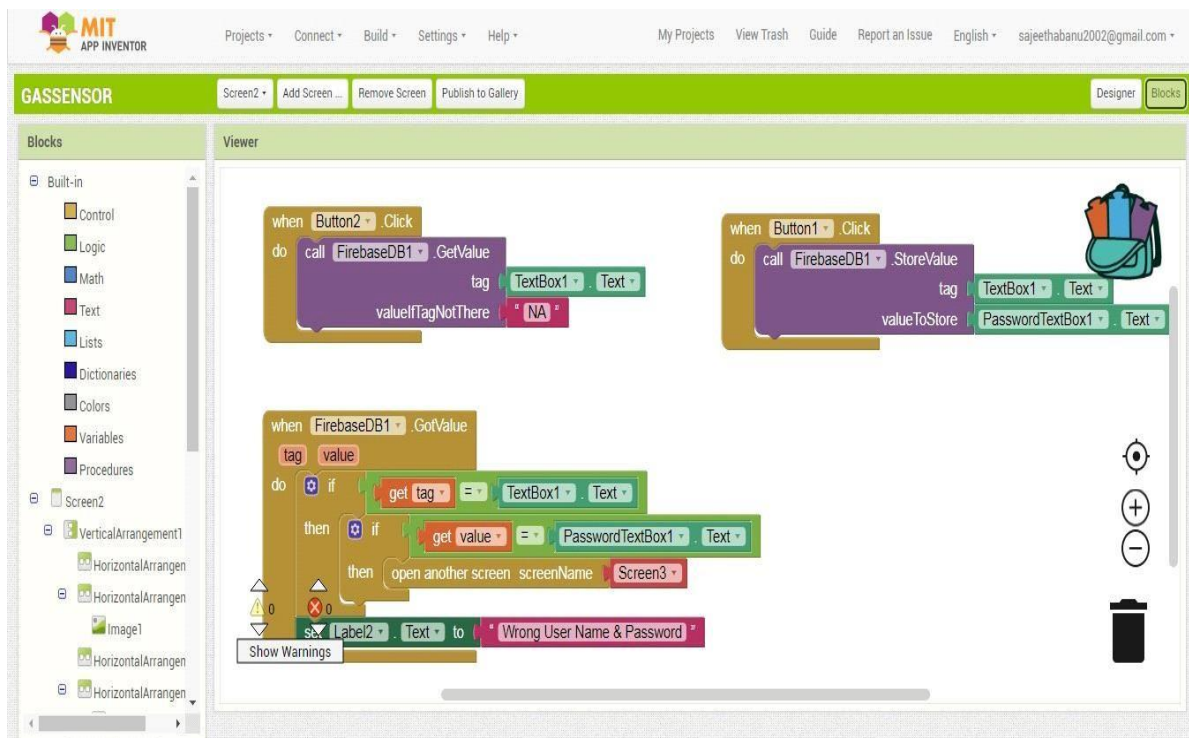 MIT
APP INVENTOR
Projects Connect Build Settings Help My Projects View Trash Guide Report an Issue English sajeethabanu2002@gmail.com
GASSENSOR
Screen2 Add Screen ... Remove Screen Publish to Gallery Designer Blocks
Blocks
Viewer
Built-in
Control
Logic
Math
Text
Lists
Dictionaries
Colors
Variables
Procedures
Screen2
VerticalArrangement1
HorizontalArrangen
HorizontalArrangen
Image1
HorizontalArrangen
HorizontalArrangen
when Button2 .Click
do call FirebaseDB1 .GetValue
tag TextBox1 . Text
valueIfTagNotThere " NA "
when Button1 .Click
do call FirebaseDB1 .StoreValue
tag TextBox1 . Text
valueToStore PasswordTextBox1 . Text
when FirebaseDB1 .GotValue
tag value
do if get tag = TextBox1 . Text
then if get value = PasswordTextBox1 . Text
then open another screen screenName Screen3
0 0
set Label2 . Text to " Wrong User Name & Password "
Show Warnings